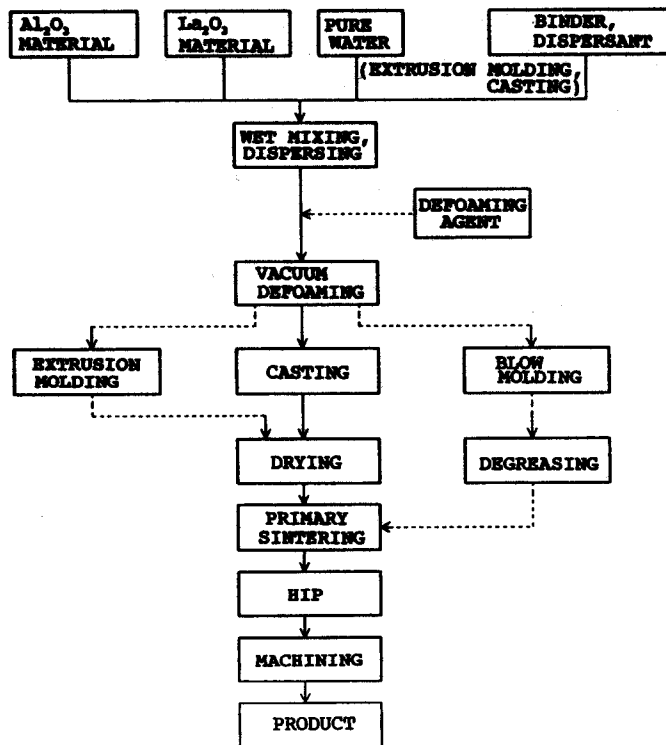 Al₂O₃
MATERIAL
La₂O₃
MATERIAL
PURE
WATER
BINDER,
DISPERSANT
(EXTRUSION MOLDING,
CASTING)
WET MIXING,
DISPERSING
DEFOAMING
AGENT
VACUUM
DEFOAMING
EXTRUSION
MOLDING
CASTING
BLOW
MOLDING
DRYING
DEGREASING
PRIMARY
SINTERING
HIP
MACHINING
PRODUCT